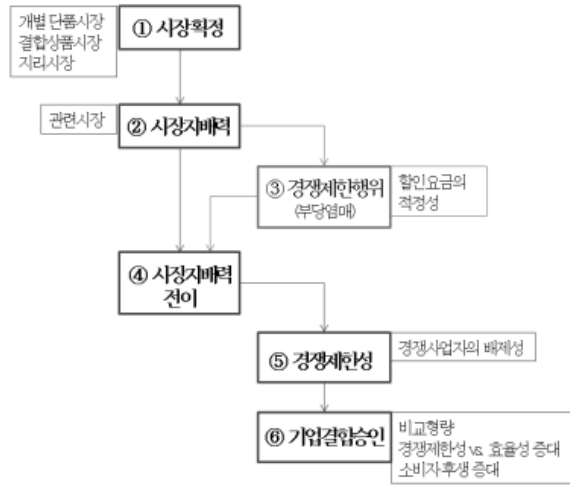 개별 단품시장
결합상품시장
지리시장
① 시장획정
관련시장
② 시장지배력
③ 경쟁제한행위
(부당염매)
할인요금의
적정성
④ 시장지배력
전이
⑤ 경쟁제한성
경쟁사업자의 배제성
⑥ 기업결합승인
비교형량
경쟁제한성 vs. 효율성 증대
소비자후생 증대